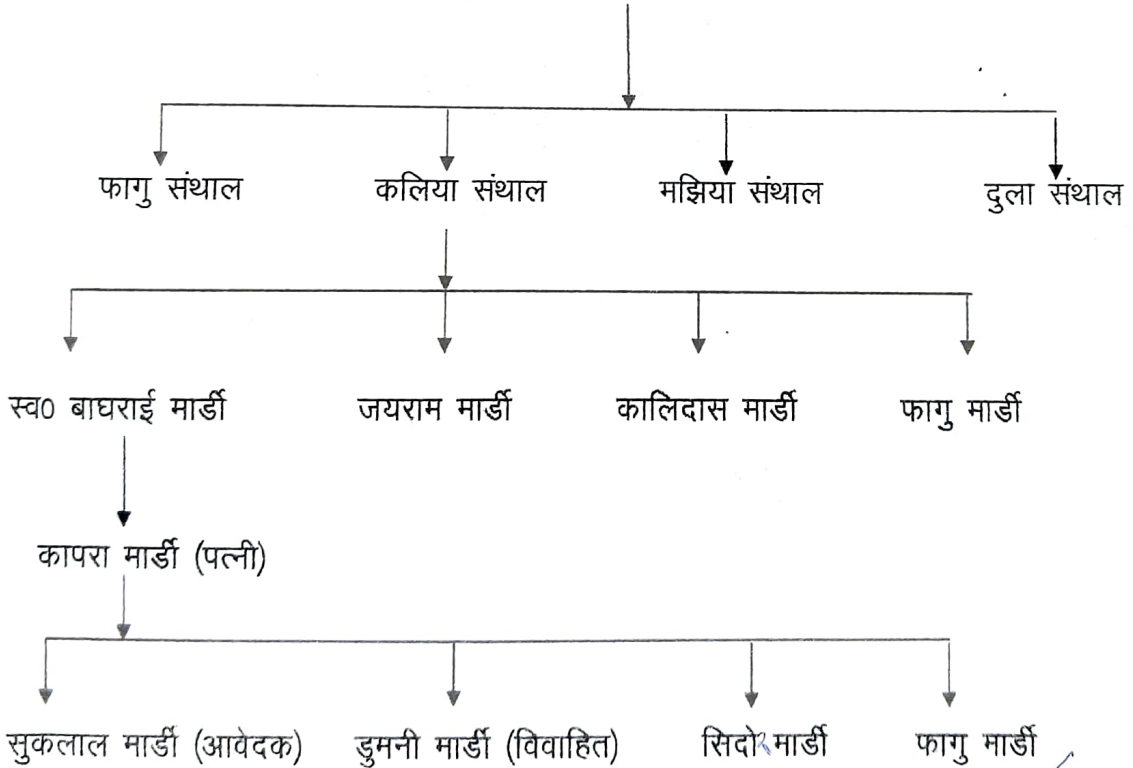 फागु संथाल कलिया संथाल मझिया संथाल दुला संथाल
स्व0 बाघराई मार्डी जयराम मार्डी कालिदास मार्डी फागु मार्डी
कापरा मार्डी (पत्नी)
सुकलाल मार्डी (आवेदक) डुमनी मार्डी (विवाहित) सिदो मार्डी फागु मार्डी